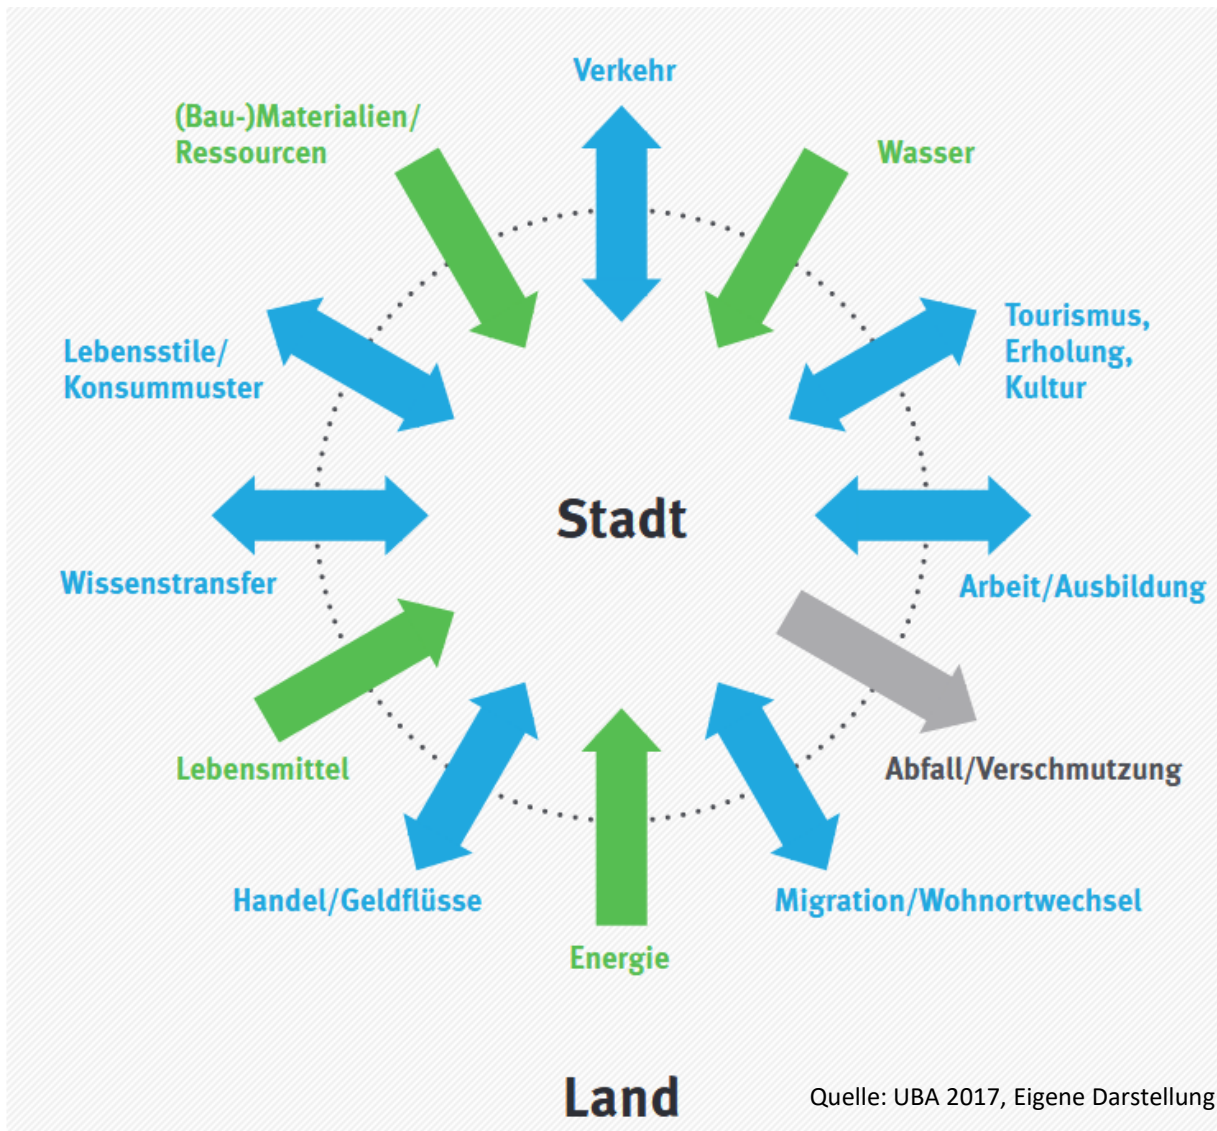 Verkehr
(Bau-)Materialien/
Ressourcen
Wasser
Tourismus,
Erholung,
Kultur
Lebensstile/
Konsummuster
Stadt
Wissenstransfer
Arbeit/Ausbildung
Lebensmittel
Abfall/Verschmutzung
Handel/Geldflüsse
Migration/Wohnortwechsel
Energie
Land
Quelle: UBA 2017, Eigene Darstellung